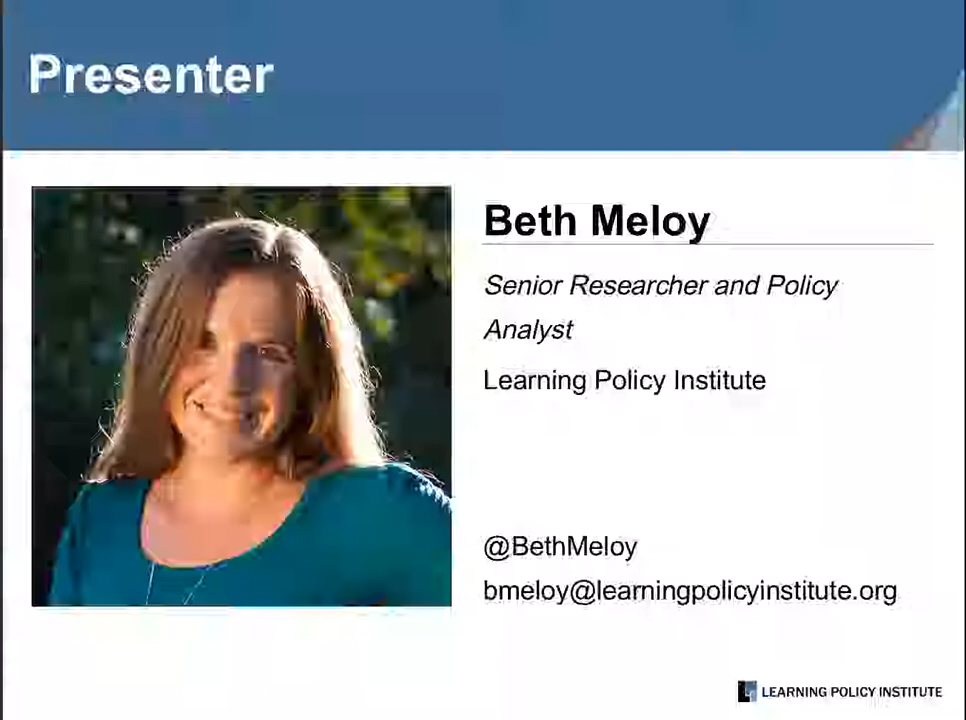 Presenter
Beth Meloy
Senior Researcher and Policy
Analyst
Learning Policy Institute
@BethMeloy
bmeloy@learningpolicyinstitute.org
LEARNING POLICY INSTITUTE